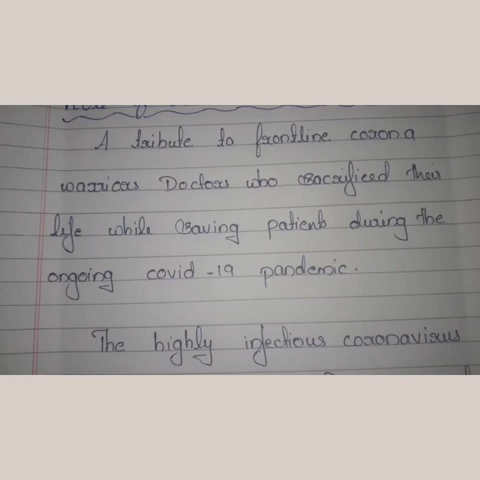 A tribute to frontline corona
warriors Doctors who sacrificed their
life while saving patients during the
ongoing covid -19 pandemic.
The highly infectious coronavirus